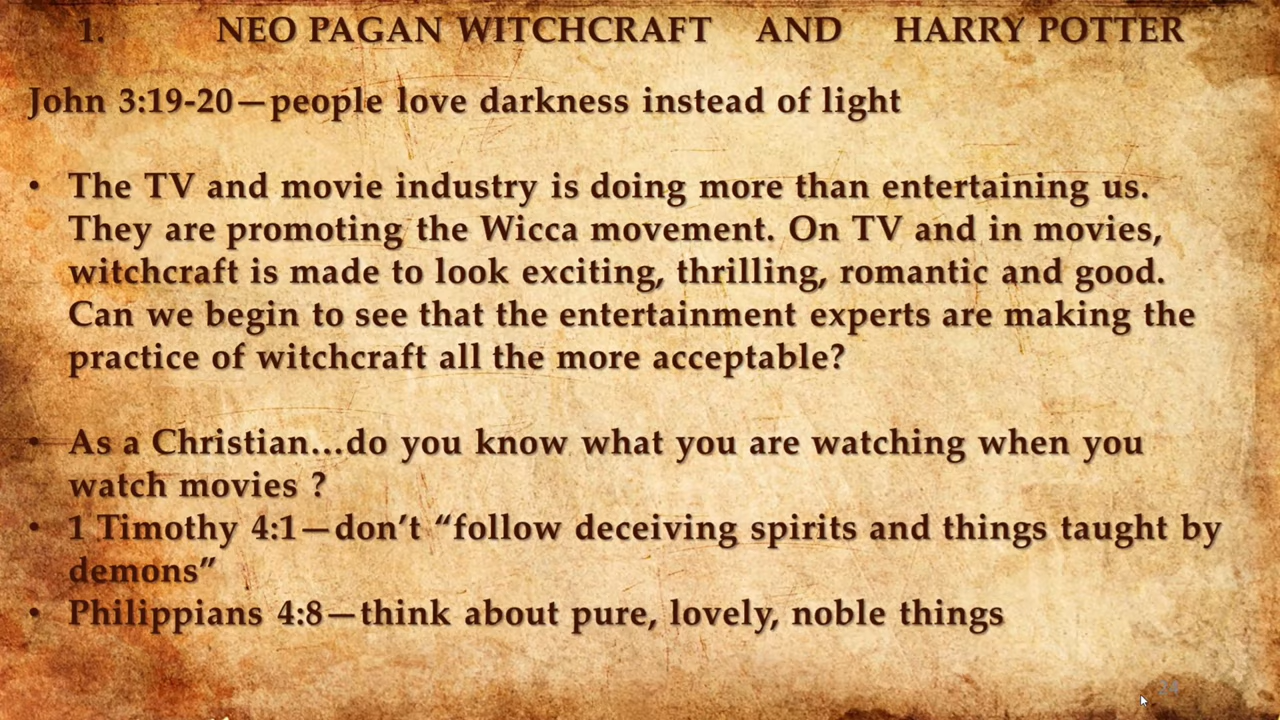 1. NEO PAGAN WITCHCRAFT AND HARRY POTTER
John 3:19-20—people love darkness instead of light
• The TV and movie industry is doing more than entertaining us.
They are promoting the Wicca movement. On TV and in movies,
witchcraft is made to look exciting, thrilling, romantic and good.
Can we begin to see that the entertainment experts are making the
practice of witchcraft all the more acceptable?
• As a Christian…do you know what you are watching when you
watch movies ?
• 1 Timothy 4:1—don’t “follow deceiving spirits and things taught by
demons”
• Philippians 4:8—think about pure, lovely, noble things
24